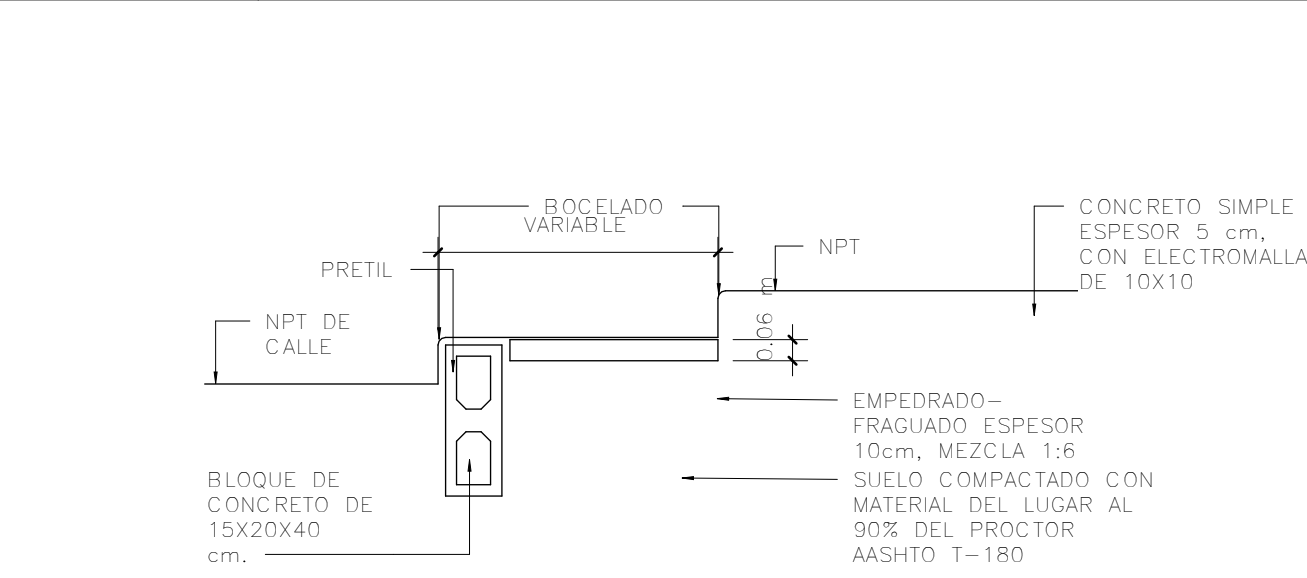 BOCELADO
VARIABLE
CONCRETO SIMPLE
ESPESOR 5 cm,
CON ELECTROMALLA
DE 10X10
NPT
PRETIL
0.06 m
NPT DE
CALLE
EMPEDRADO-
FRAGUADO ESPESOR
10cm, MEZCLA 1:6
BLOQUE DE
CONCRETO DE
15X20X40
cm.
SUELO COMPACTADO CON
MATERIAL DEL LUGAR AL
90% DEL PROCTOR
AASHTO T-180